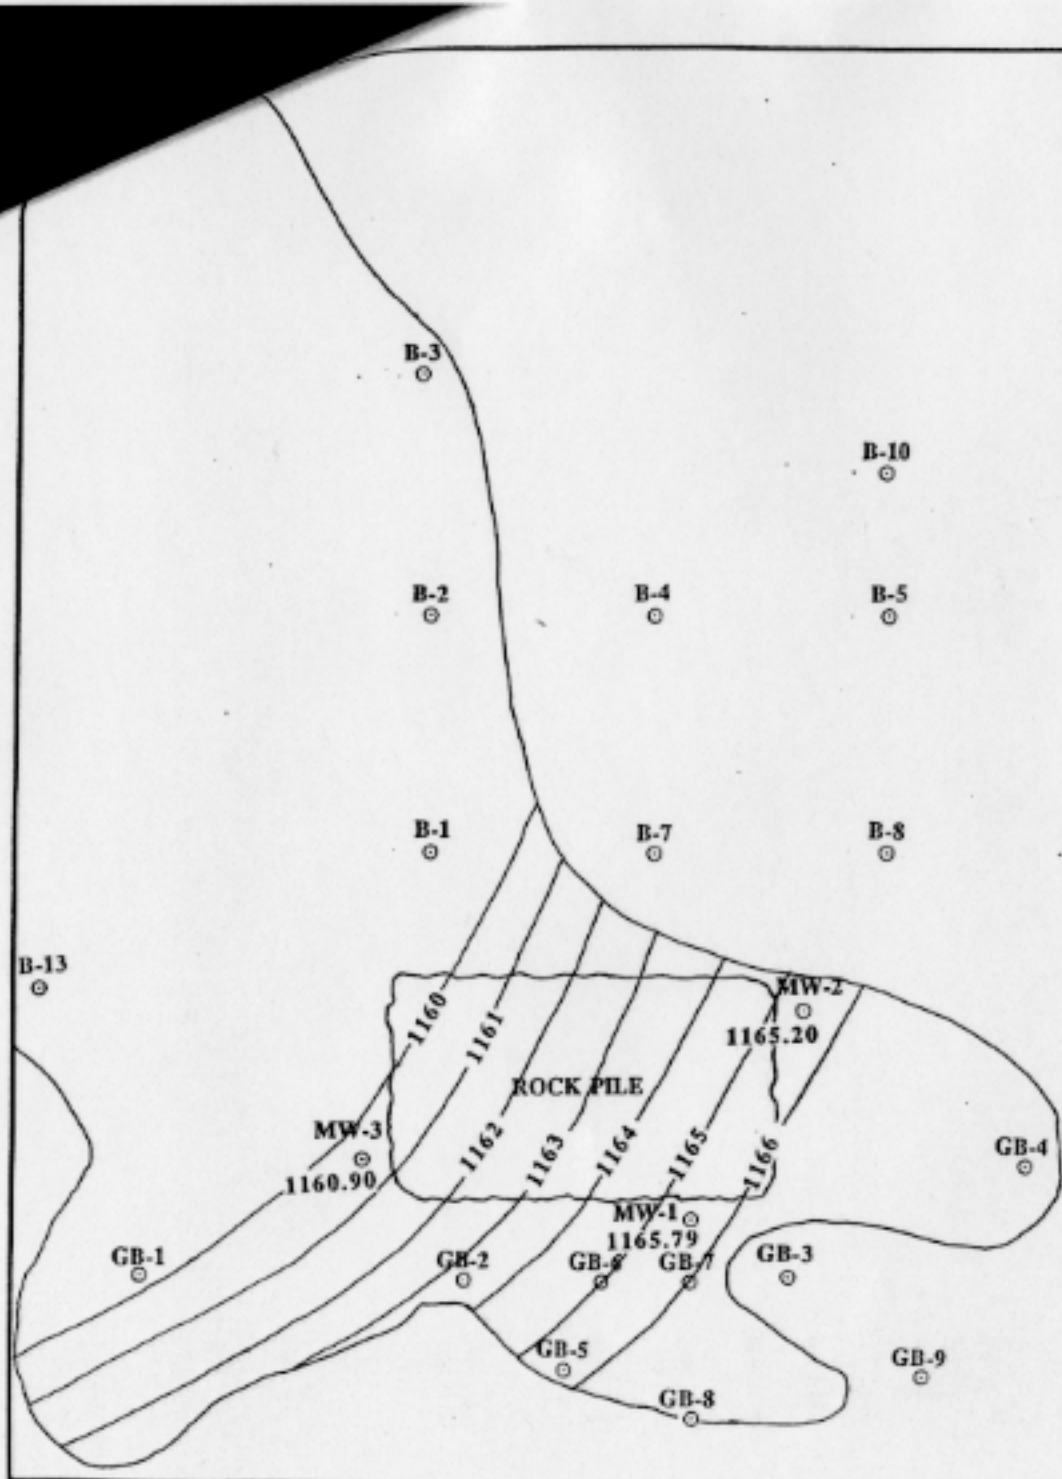 B-3
B-10
B-2
B-4
B-5
B-1
B-7
B-8
B-13
MW-2
1160
1161
1165.20
ROCK PILE
MW-3
1162
1163
1164
1165
1166
GB-4
1160.90
MW-1
1165.79
GB-1
GB-2
GB-6
GB-7
GB-3
GB-5
GB-9
GB-8